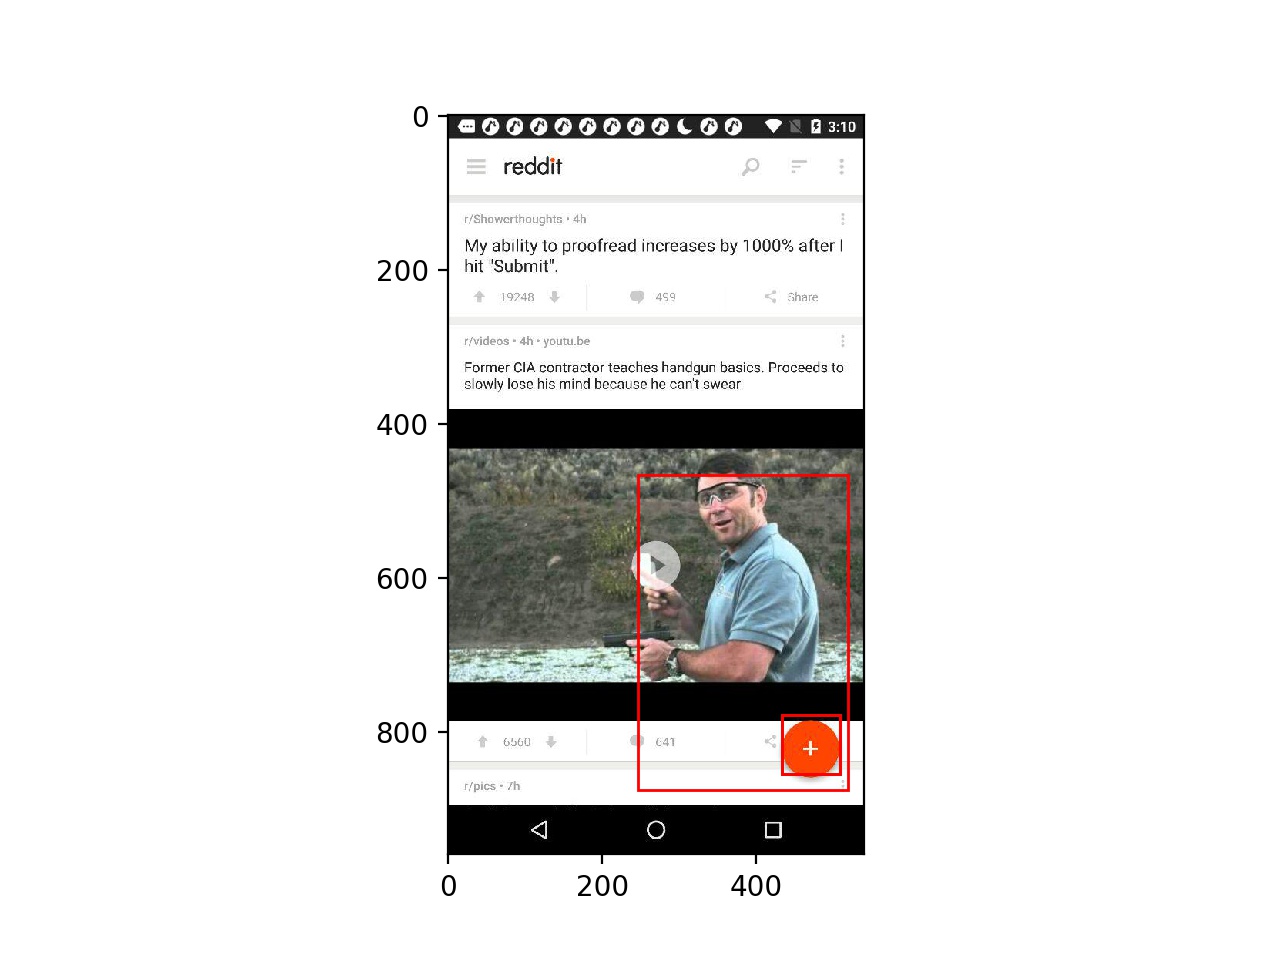 3:10
reddit
r/Showerthoughts • 4h
My ability to proofread increases by 1000% after I
hit "Submit".
19248
499
Share
r/videos • 4h • youtu.be
Former CIA contractor teaches handgun basics. Proceeds to
slowly lose his mind because he can't swear
6560
641
r/pics • 7h
0
200
400
600
800
0
200
400